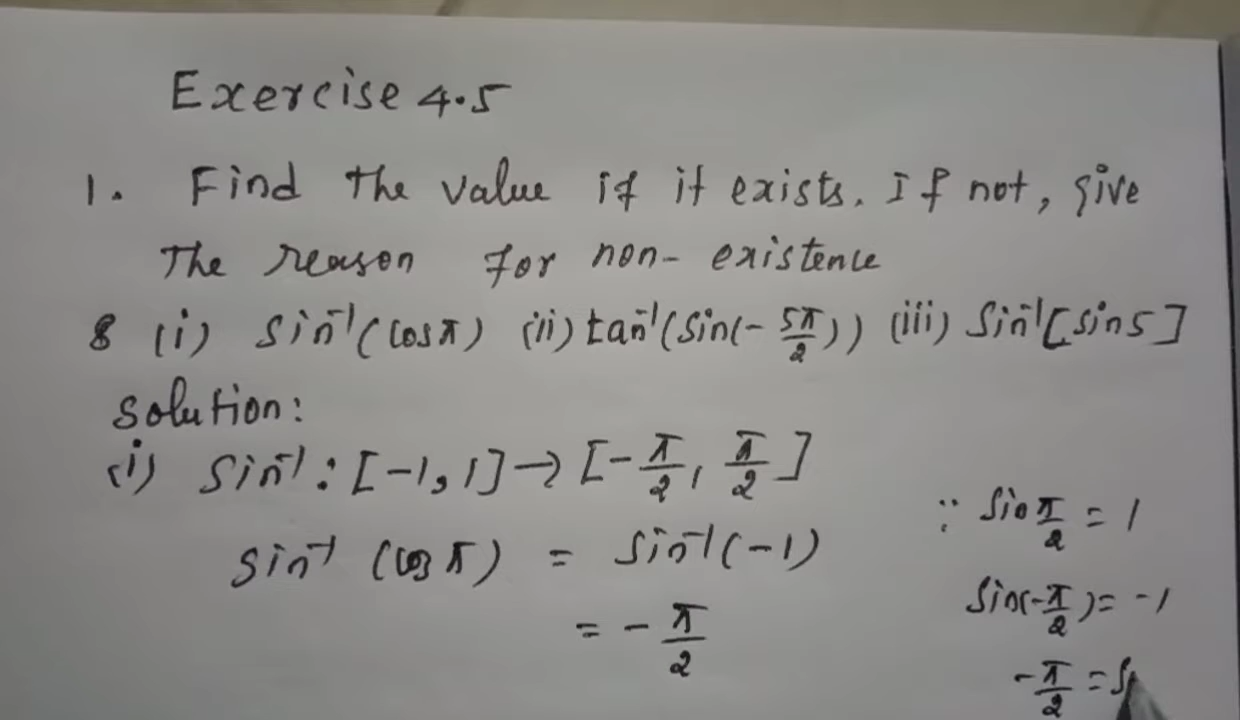 Exercise 4.5
1. Find the value if it exists. If not, give
the reason for non-existence
8 (i) sin⁻¹(cosπ) (ii) tan⁻¹(sin(-5π/2)) (iii) sin⁻¹[sin5]
solution:
(i) sin⁻¹: [-1,1]→[-π/2, π/2]
∵ sin π/2 = 1
sin⁻¹ (cos π) = sin⁻¹(-1)
sin(-π/2) = -1
= -π/2
-π/2 = S